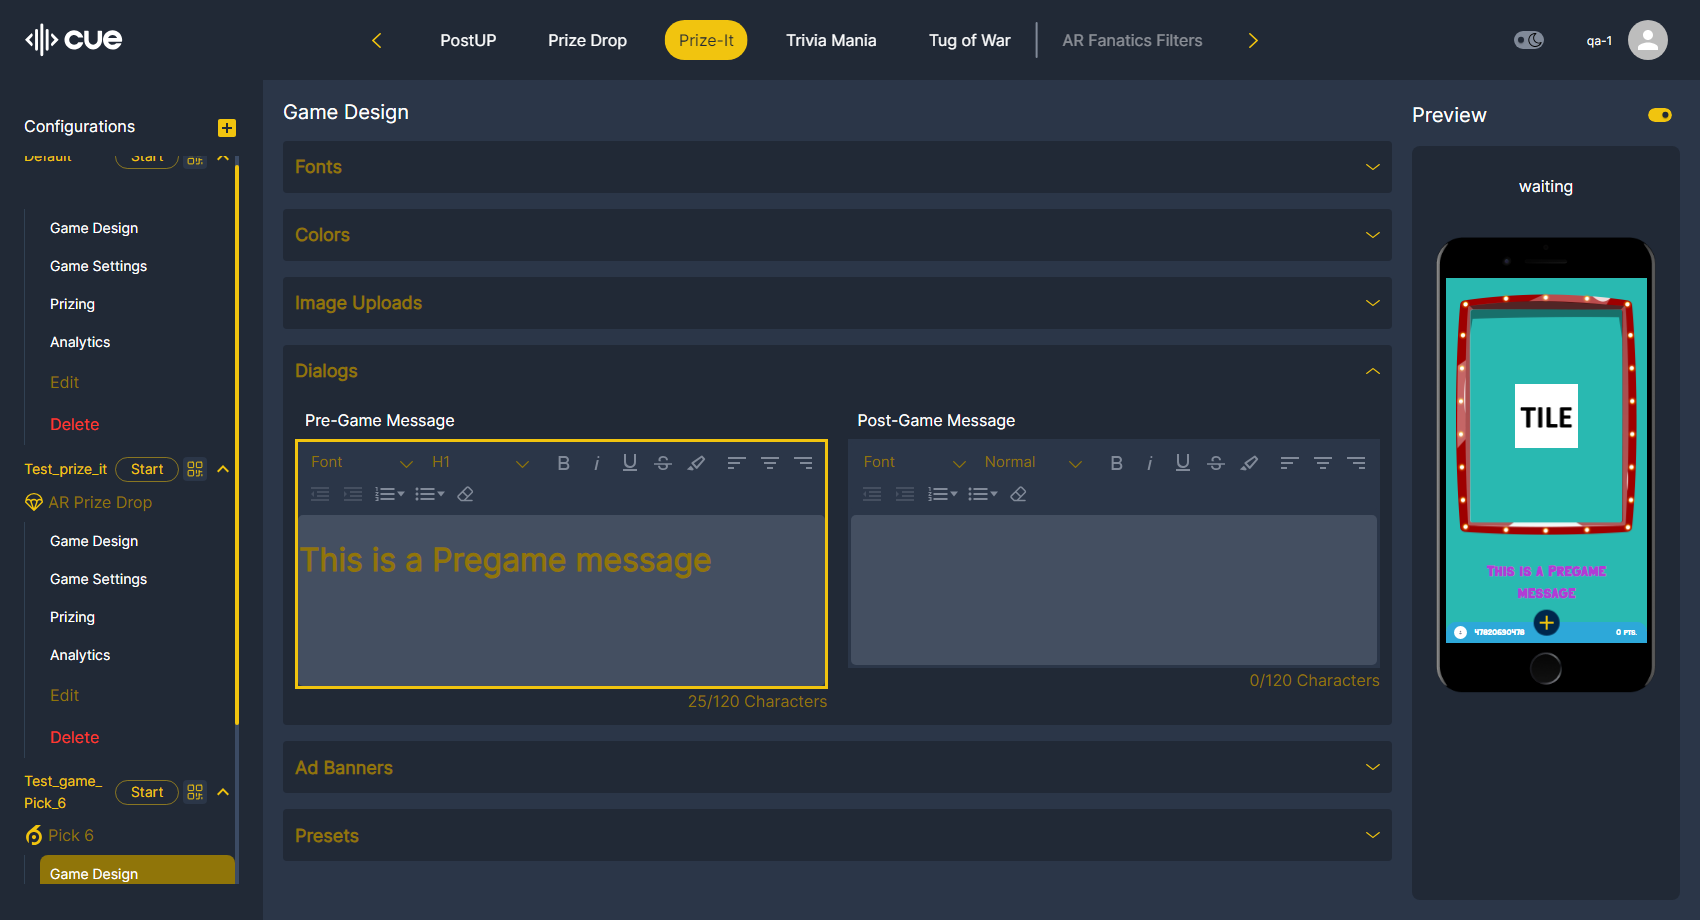 cue
PostUP
Prize Drop
Prize-It
Trivia Mania
Tug of War
AR Fanatics Filters
qa-1
Configurations
Default
Start
Game Design
Game Settings
Prizing
Analytics
Edit
Delete
Test_prize_it
Start
AR Prize Drop
Game Design
Game Settings
Prizing
Analytics
Edit
Delete
Test_game_
Pick_6
Start
Pick 6
Game Design
Game Design
Fonts
Colors
Image Uploads
Dialogs
Pre-Game Message
Font
H1
B
i
U
S
This is a Pregame message
25/120 Characters
Post-Game Message
Font
Normal
B
i
U
S
0/120 Characters
Ad Banners
Presets
Preview
waiting
TILE
THIS IS A PREGAME
MESSAGE
47820690478
0 PTS.